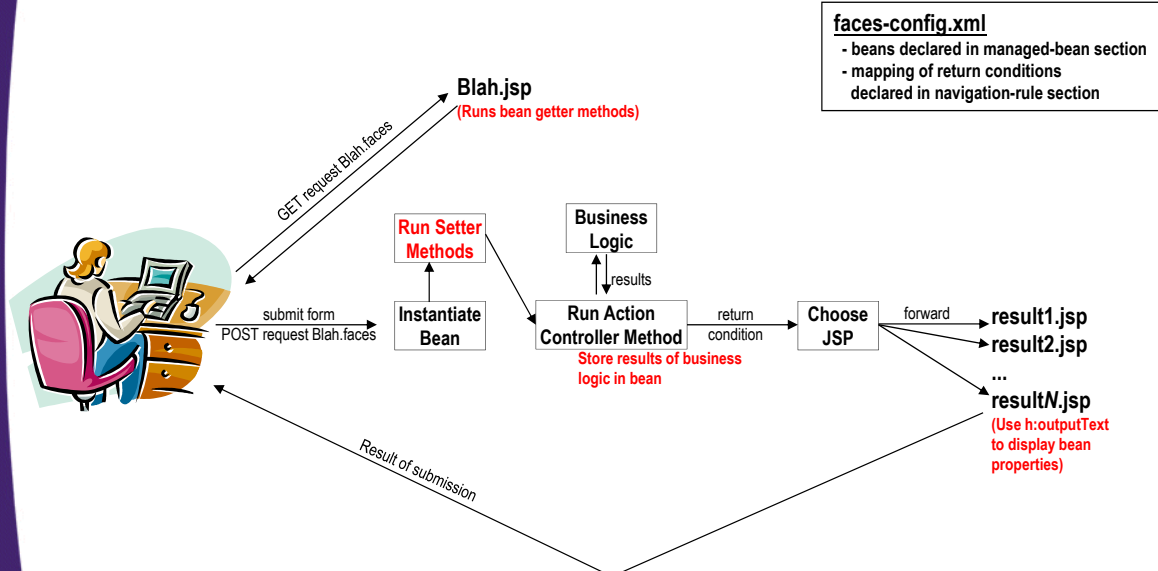 faces-config.xml
- beans declared in managed-bean section
- mapping of return conditions
declared in navigation-rule section
Blah.jsp
(Runs bean getter methods)
GET request Blah.faces
Run Setter
Methods
Business
Logic
results
submit form
POST request Blah.faces
Instantiate
Bean
Run Action
Controller Method
Store results of business
logic in bean
return
condition
Choose
JSP
forward
result1.jsp
result2.jsp
...
resultN.jsp
(Use h:outputText
to display bean
properties)
Result of submission